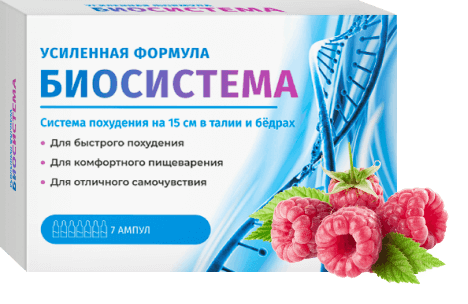 УСИЛЕННАЯ ФОРМУЛА
БИОСИСТЕМА
Система похудения на 15 см в талии и бёдрах
• Для быстрого похудения
• Для комфортного пищеварения
• Для отличного самочувствия
7 АМПУЛ
БИОСИСТЕМА